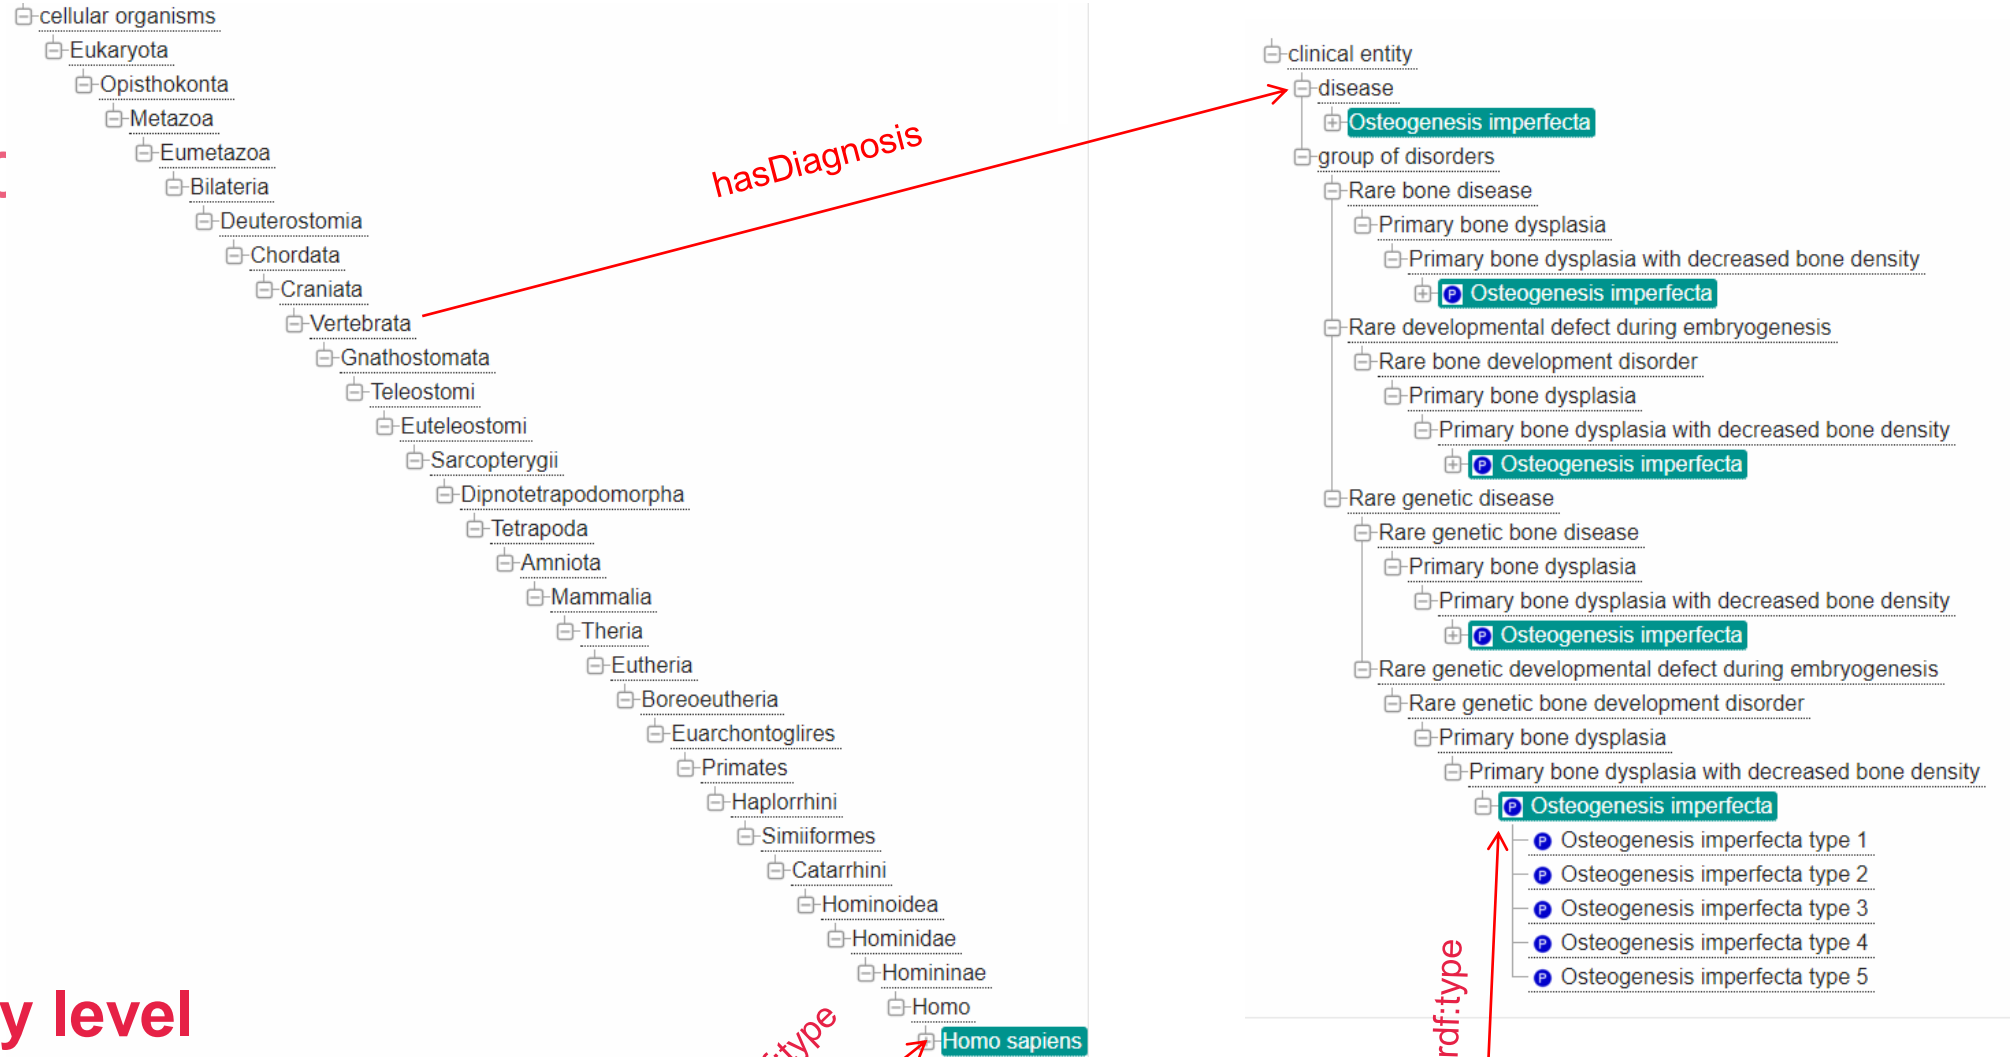 cellular organisms
Eukaryota
Opisthokonta
Metazoa
Eumetazoa
Bilateria
Deuterostomia
Chordata
Craniata
Vertebrata
Gnathostomata
Teleostomi
Euteleostomi
Sarcopterygii
Dipnotetrapodomorpha
Tetrapoda
Amniota
Mammalia
Theria
Eutheria
Boreoeutheria
Euarchontoglires
Primates
Haplorrhini
Simiiformes
Catarrhini
Hominoidea
Hominidae
Homininae
Homo
Homo sapiens
y level
hasDiagnosis
clinical entity
disease
Osteogenesis imperfecta
group of disorders
Rare bone disease
Primary bone dysplasia
Primary bone dysplasia with decreased bone density
P Osteogenesis imperfecta
Rare developmental defect during embryogenesis
Rare bone development disorder
Primary bone dysplasia
Primary bone dysplasia with decreased bone density
P Osteogenesis imperfecta
Rare genetic disease
Rare genetic bone disease
Primary bone dysplasia
Primary bone dysplasia with decreased bone density
P Osteogenesis imperfecta
Rare genetic developmental defect during embryogenesis
Rare genetic bone development disorder
Primary bone dysplasia
Primary bone dysplasia with decreased bone density
P Osteogenesis imperfecta
P Osteogenesis imperfecta type 1
P Osteogenesis imperfecta type 2
P Osteogenesis imperfecta type 3
P Osteogenesis imperfecta type 4
P Osteogenesis imperfecta type 5
rdf:type